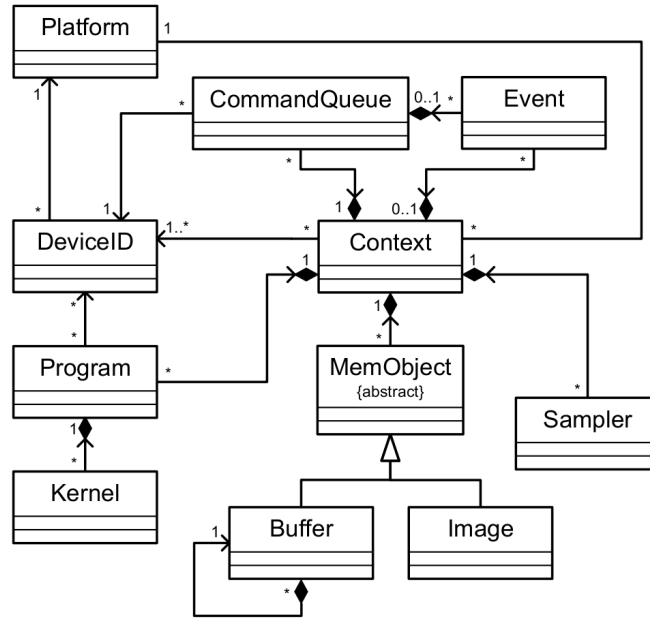 Platform
1
1
*
CommandQueue
0..1
*
Event
*
*
*
1
1
0..1
DeviceID
1..*
*
Context
*
1
1
1
*
*
*
Program
*
MemObject
{abstract}
1
*
Sampler
*
Kernel
1
Buffer
*
Image